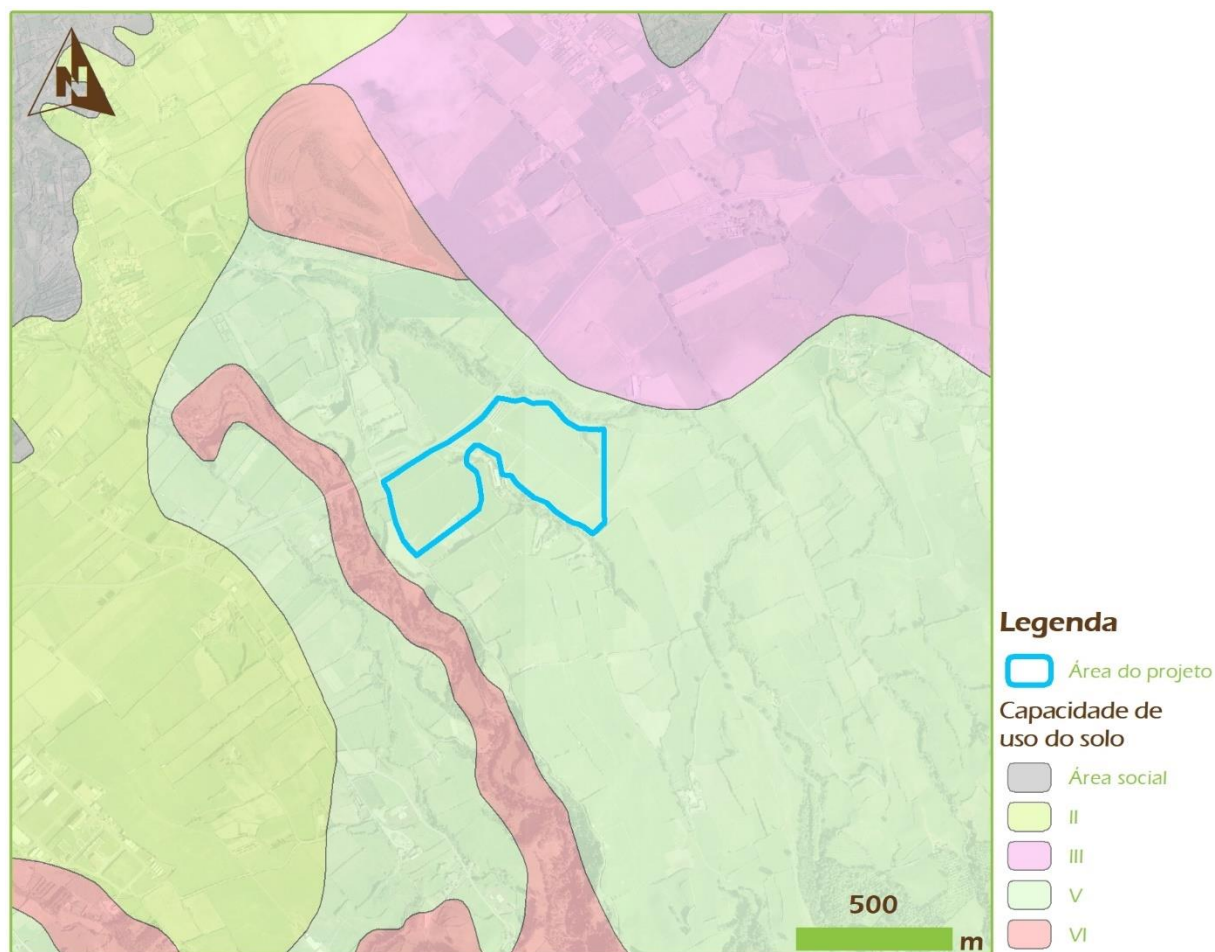 N
500
m
Legenda
Área do projeto
Capacidade de
uso do solo
Área social
II
III
V
VI